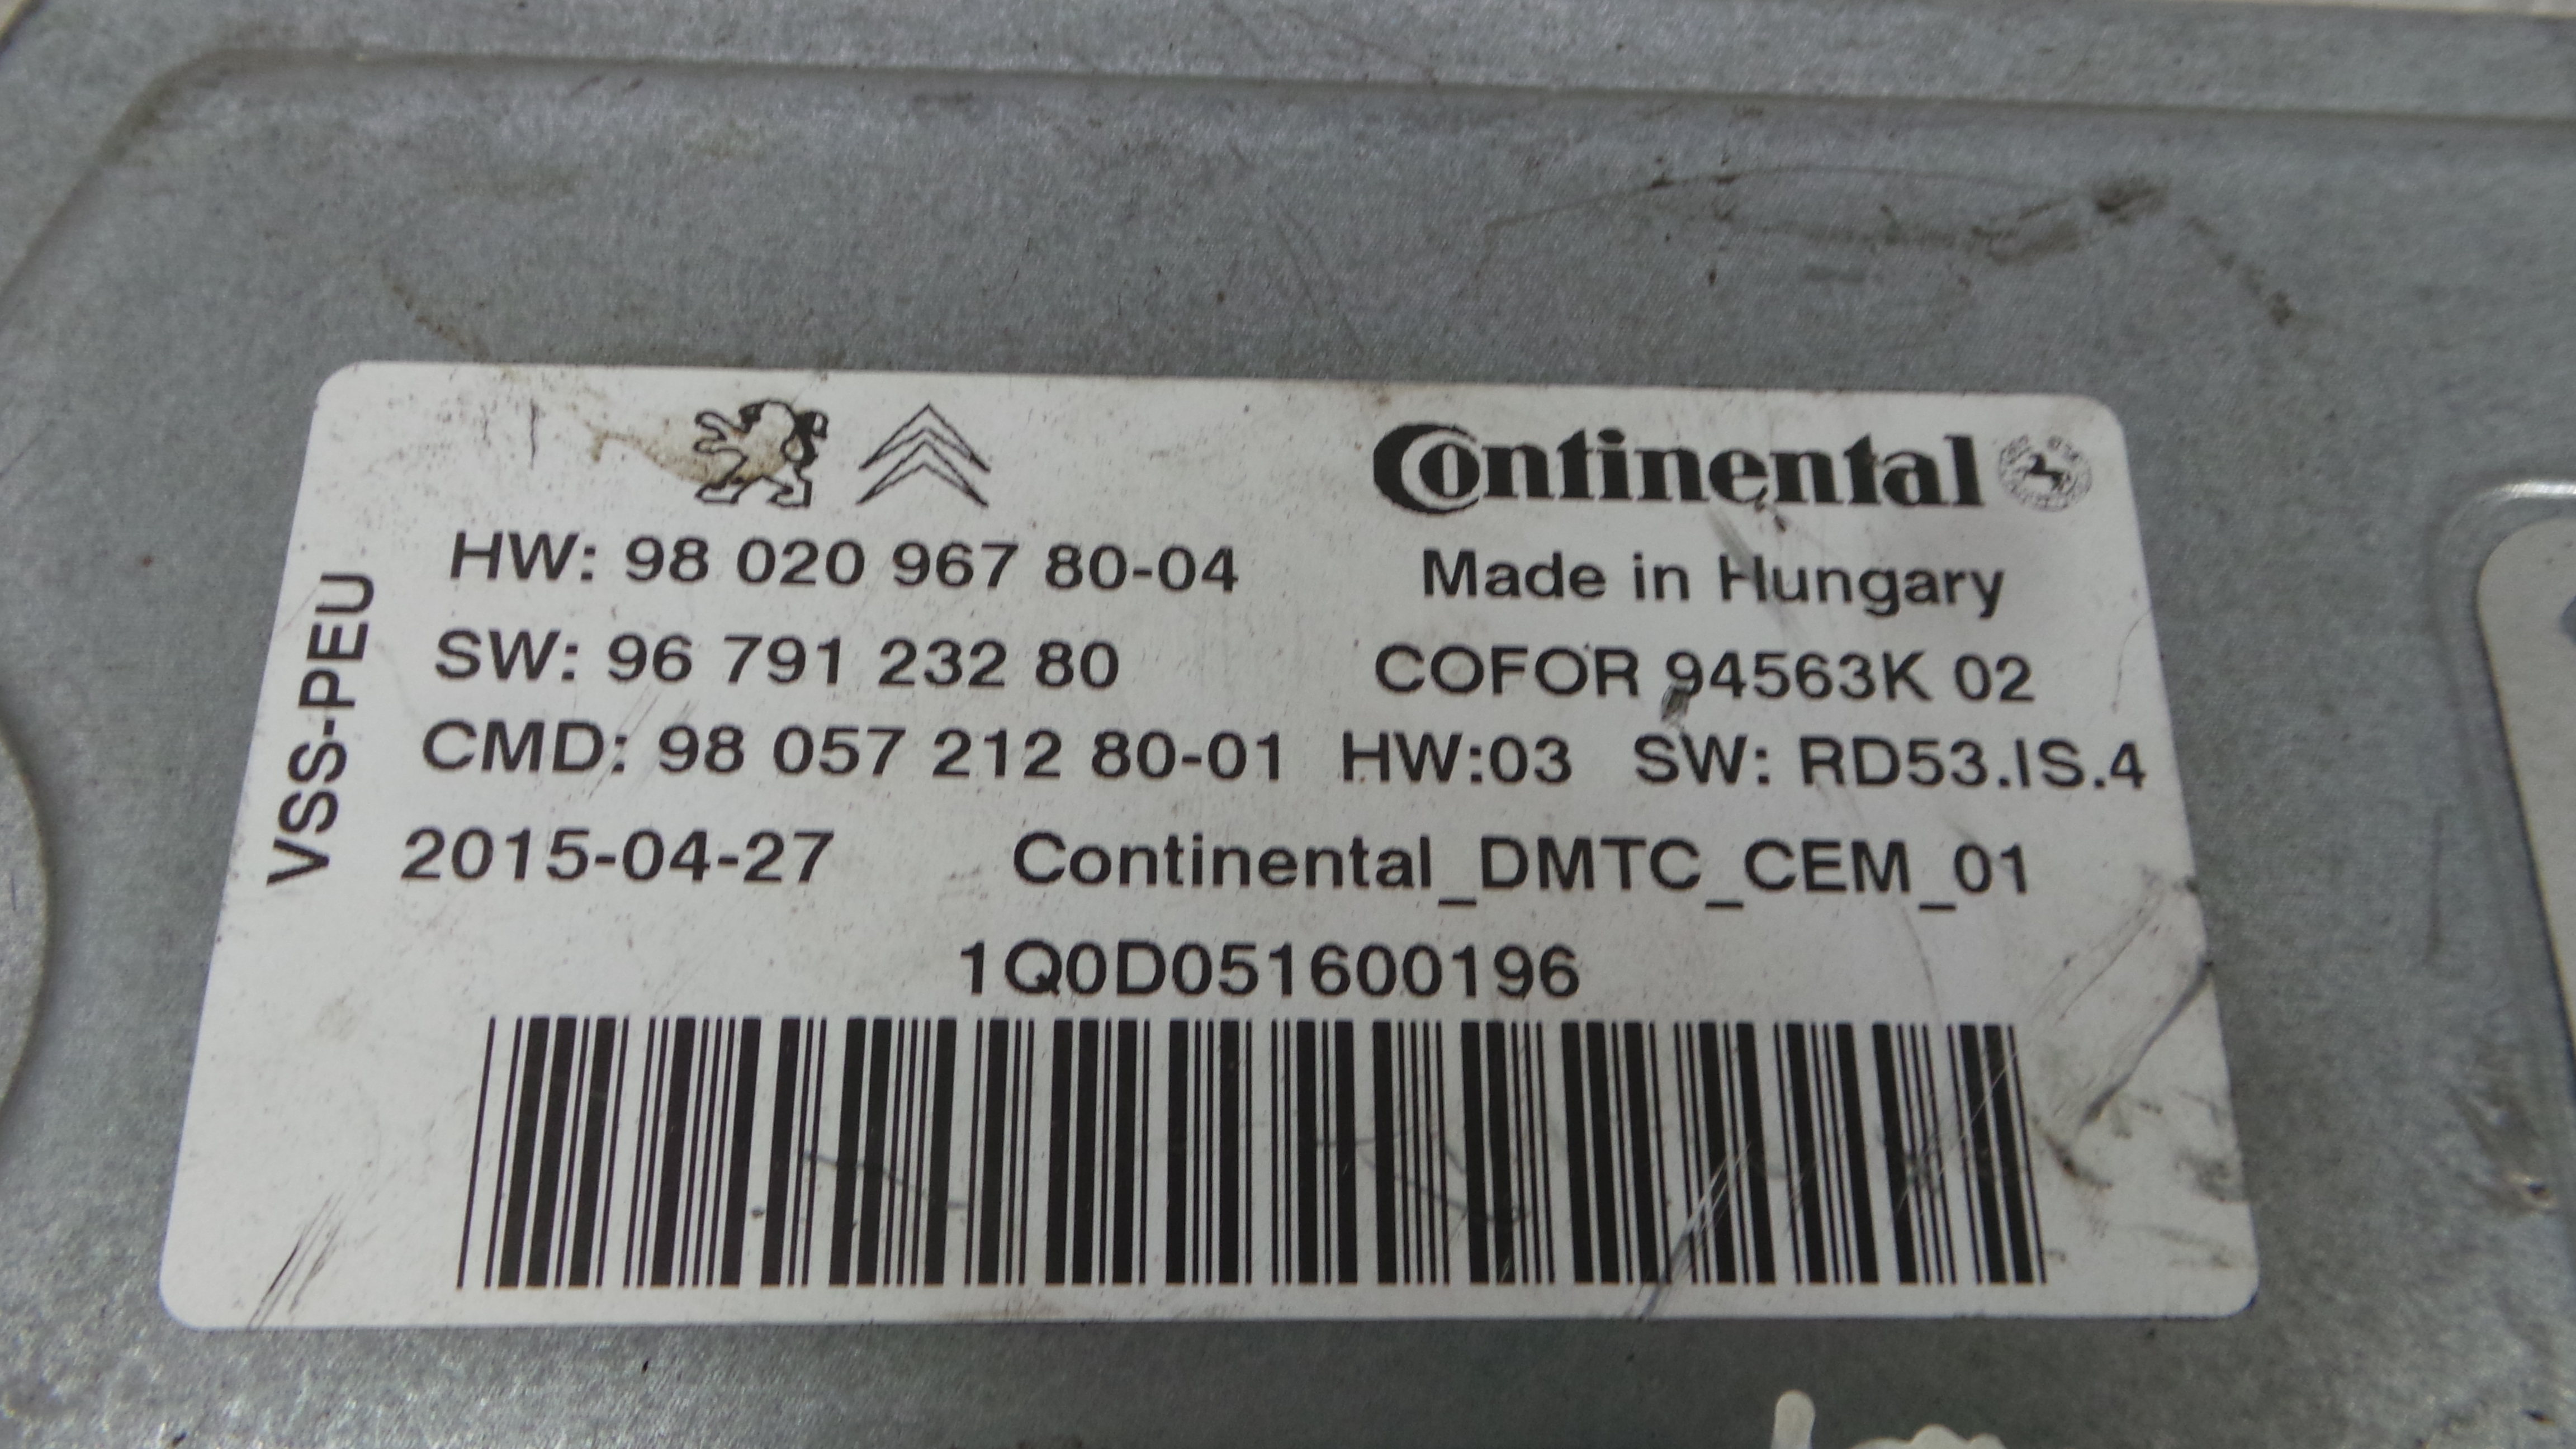 Continental
HW: 98 020 967 80-04
Made in Hungary
SW: 96 791 232 80
COFOR 94563K 02
CMD: 98 057 212 80-01 HW:03 SW: RD53.IS.4
2015-04-27 Continental_DMTC_CEM_01
1Q0D051600196
VSS-PEU